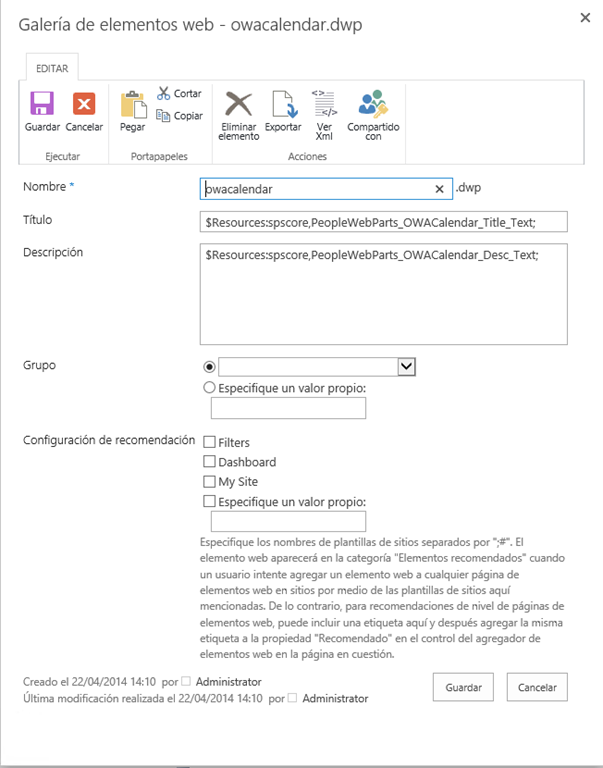 Galería de elementos web - owacalendar.dwp
EDITAR
Guardar
Cancelar
Pegar
Cortar
Copiar
Eliminar
elemento
Exportar
Ver
Xml
Compartido
con
Ejecutar
Portapapeles
Acciones
Nombre *
owacalendar
.dwp
Título
$Resources:spscore,PeopleWebParts_OWACalendar_Title_Text;
Descripción
$Resources:spscore,PeopleWebParts_OWACalendar_Desc_Text;
Grupo
Especifique un valor propio:
Configuración de recomendación
Filters
Dashboard
My Site
Especifique un valor propio:
Especifique los nombres de plantillas de sitios separados por ";#". El
elemento web aparecerá en la categoría "Elementos recomendados" cuando
un usuario intente agregar un elemento web a cualquier página de
elementos web en sitios por medio de las plantillas de sitios aquí
mencionadas. De lo contrario, para recomendaciones de nivel de páginas de
elementos web, puede incluir una etiqueta aquí y después agregar la misma
etiqueta a la propiedad "Recomendado" en el control del agregador de
elementos web en la página en cuestión.
Creado el 22/04/2014 14:10 por Administrator
Última modificación realizada el 22/04/2014 14:10 por Administrator
Guardar
Cancelar